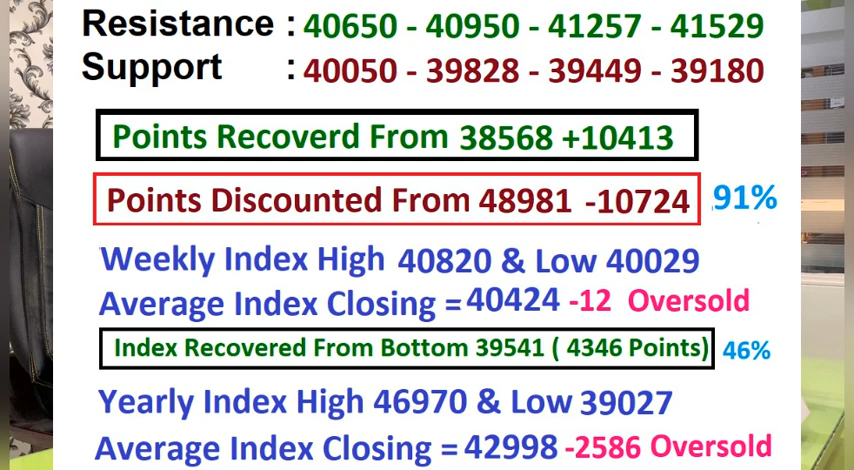 Resistance : 40650 - 40950 - 41257 - 41529
Support : 40050 - 39828 - 39449 - 39180
Points Recoverd From 38568 +10413
Points Discounted From 48981 -10724 91%
Weekly Index High 40820 & Low 40029
Average Index Closing = 40424 -12 Oversold
Index Recovered From Bottom 39541 ( 4346 Points) 46%
Yearly Index High 46970 & Low 39027
Average Index Closing = 42998 -2586 Oversold